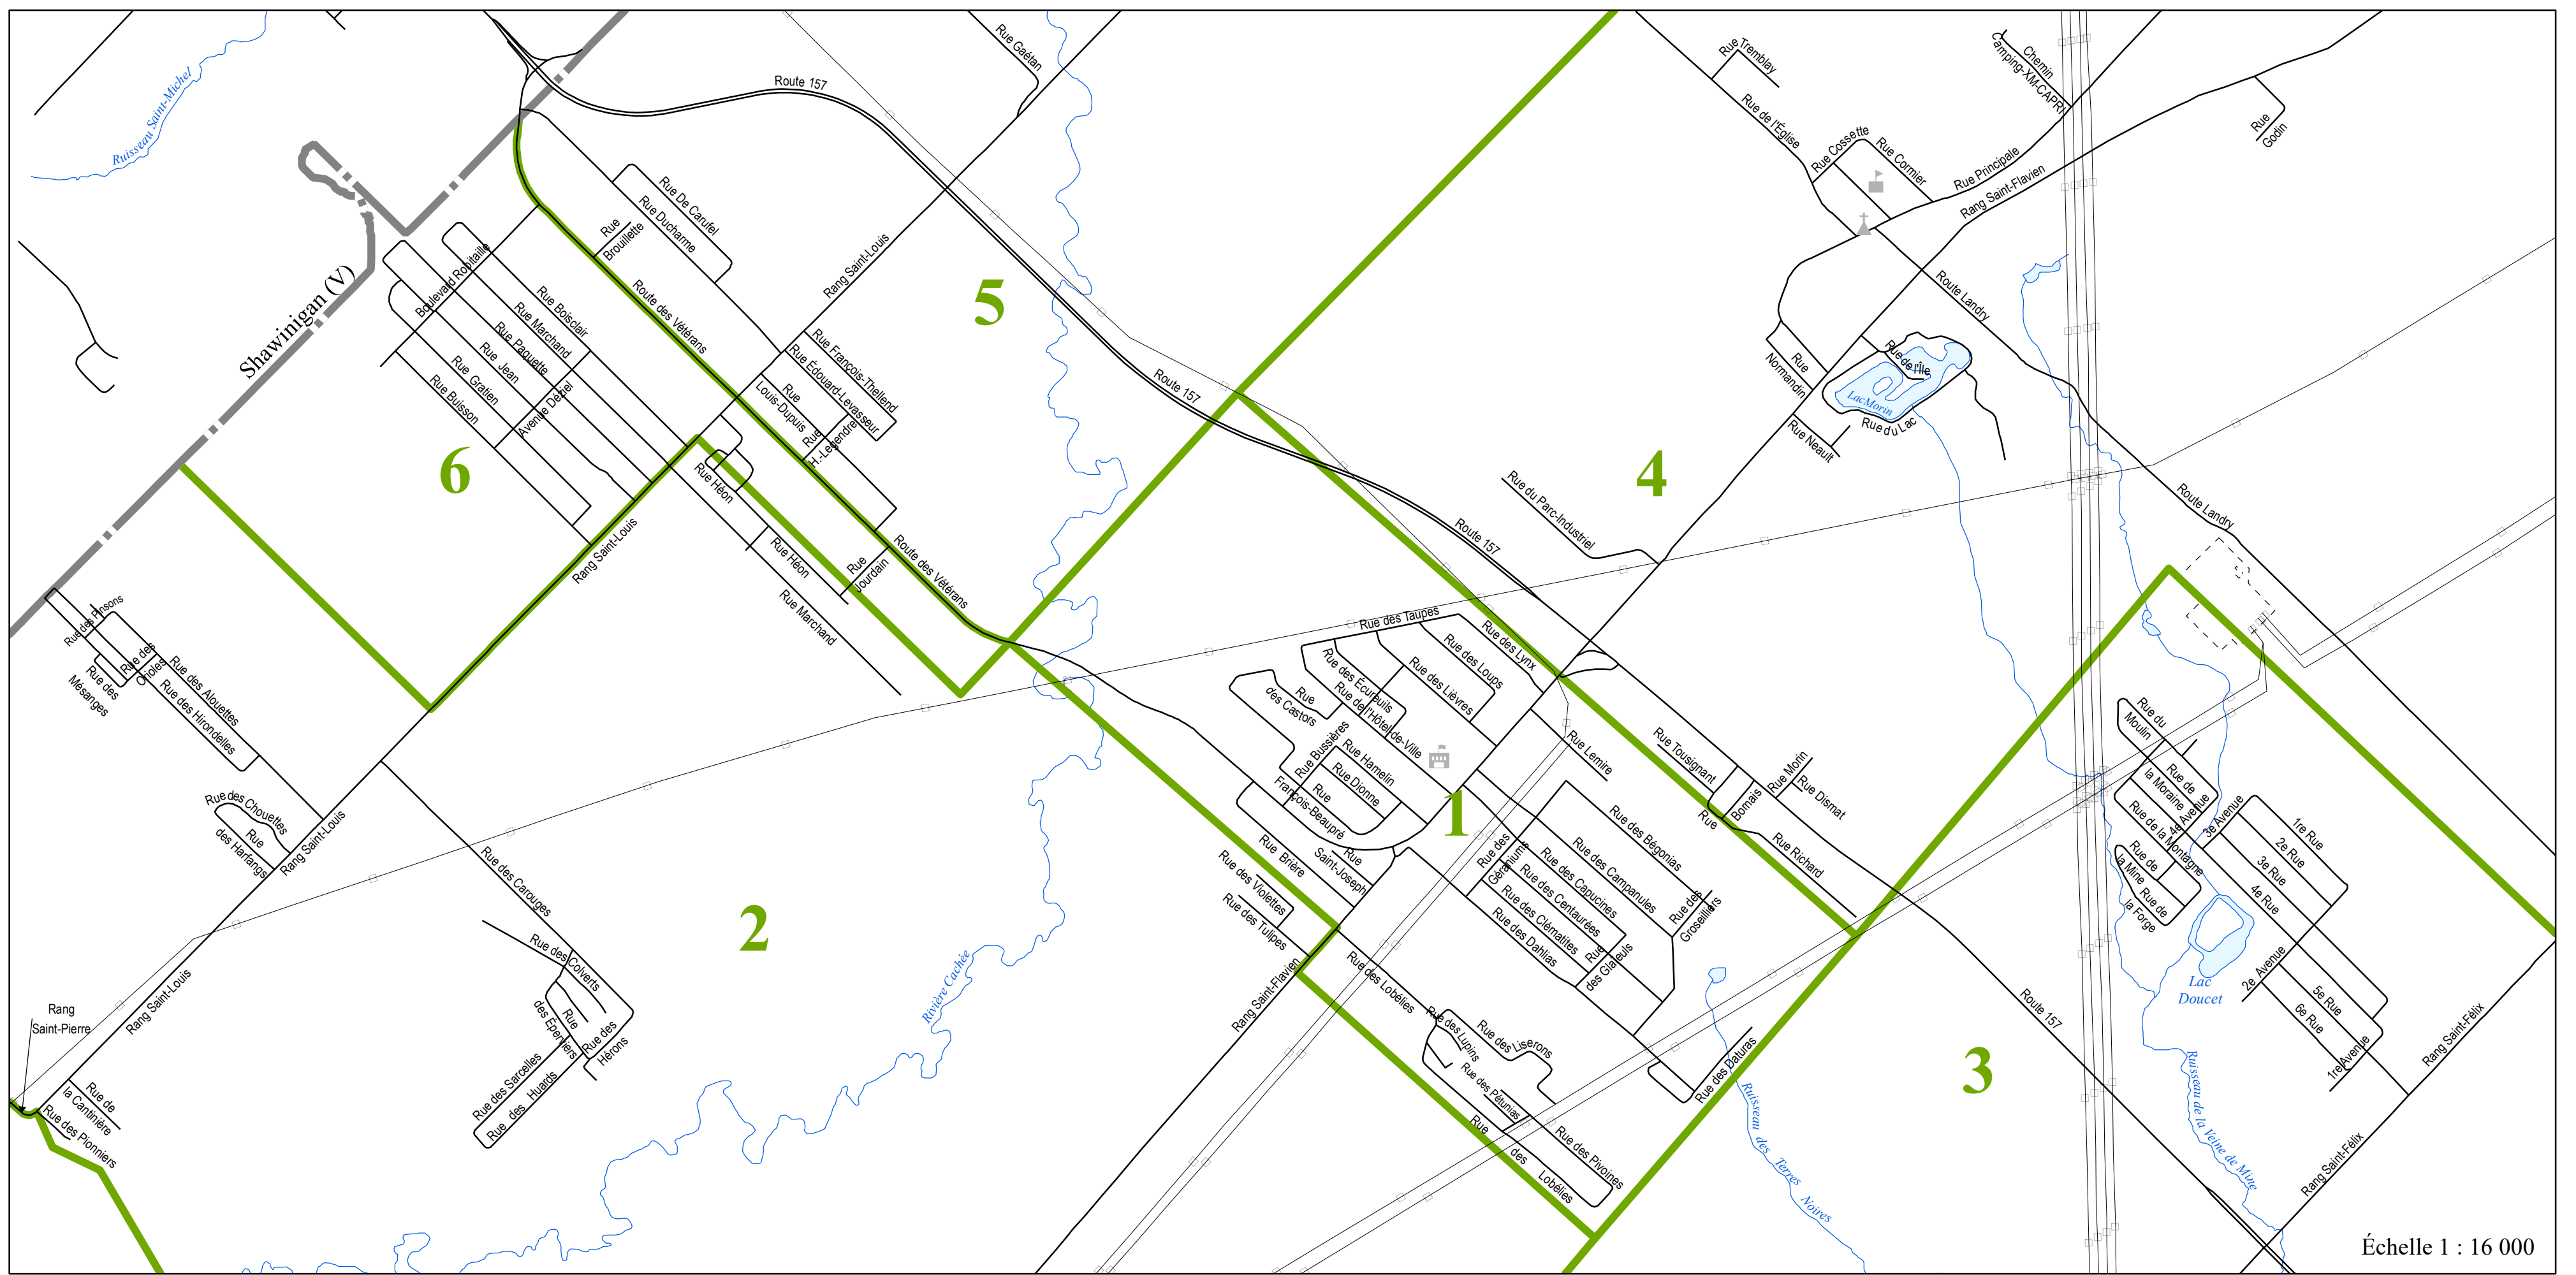 Ruisseau Saint-Michel
Shawinigan (V)
Route 157
Rue Gaétan
Rue Tremblay
Rue de l'Église
Chemin
Camping-XM-CAPRI
Rue
Godin
Rue Cossette
Rue Cormier
Rue Principale
Rang Saint-Flavien
Rue De Carufel
Rue Ducharme
Rue
Brouillette
Rang Saint-Louis
Boulevard Robitaille
Rue Boisclair
Rue Marchand
Rue Paquette
Rue Jean
Rue Gratien
Rue Buisson
Avenue Déziel
Route des Vétérans
Rue François-Thellend
Rue Édouard-Levasseur
Rue
Louis-Dupuis
Rue
H.-Legendre
5
Route 157
Route Landry
Rue
Normandin
Rue de l'Île
Lac Morin
Rue du Lac
Rue Neault
6
4
Rue Héon
Rang Saint-Louis
Rue Héon
Rue
Jourdain
Route des Vétérans
Rue Marchand
Rue du Parc-Industriel
Route 157
Route Landry
Rue des Pinsons
Rue des
Orioles
Rue des
Mésanges
Rue des Alouettes
Rue des Hirondelles
Rue des Taupes
Rue des Lynx
Rue des Loups
Rue des Lièvres
Rue des Écureuils
Rue de l'Hôtel-de-Ville
Rue
des Castors
Rue Bussières
Rue Hamelin
Rue Dionne
Rue
François-Beaupré
Rue Lemire
1
Rue Tousignant
Rue Morin
Rue Dismat
Rue
Bornais
Rue Richard
Rue du
Moulin
Rue de
la Moraine
4e Avenue
3e Avenue
Rue de la Montagne
Rue de
la Mine
Rue de
la Forge
1re Rue
2e Rue
3e Rue
4e Rue
5e Rue
6e Rue
2e Avenue
1re Avenue
Lac
Doucet
Rue des Chouettes
Rue
des Harfangs
Rang Saint-Louis
Rue des Carouges
2
Rue Brière
Rue
Saint-Joseph
Rue des Violettes
Rue des Tulipes
Rue des
Géraniums
Rue des Bégonias
Rue des Campanules
Rue des Capucines
Rue des Centaurées
Rue des Clématites
Rue des Dahlias
Rue des
Groseilliers
Rue
des Glaïeuls
Rue des Colverts
Rue
des Éperviers
Rue des
Hérons
Rue des Sarcelles
Rue des Huards
Rivière Cachée
Rang Saint-Flavien
Rue des Lobélies
Rue des Lupins
Rue des Liserons
Rue des Pétunias
Rue des Pivoines
Rue des Lobélies
Rue des Daturas
Ruisseau des Terres Noires
3
Route 157
Rang Saint-Félix
Rang Saint-Félix
Ruisseau de la Veine de Mine
Rang
Saint-Pierre
Rang Saint-Louis
Rue de
la Cantinière
Rue des Pionniers
Échelle 1 : 16 000